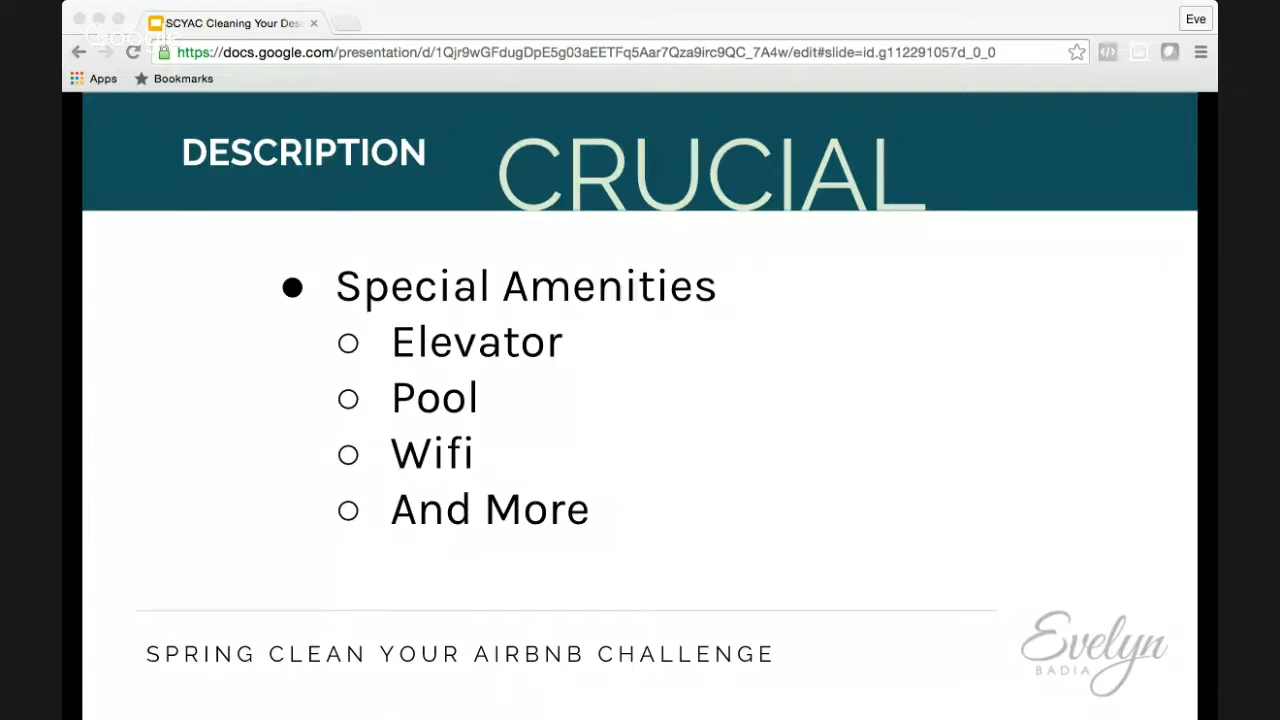 SCYAC Cleaning Your Des
Eve
Google
https://docs.google.com/presentation/d/1Qjr9wGFdugDpE5g03aEETFq5Aar7Qza9irc9QC_7A4w/edit#slide=id.g112291057d_0_0
Apps Bookmarks
DESCRIPTION CRUCIAL
● Special Amenities
○ Elevator
○ Pool
○ Wifi
○ And More
SPRING CLEAN YOUR AIRBNB CHALLENGE
Evelyn
BADIA